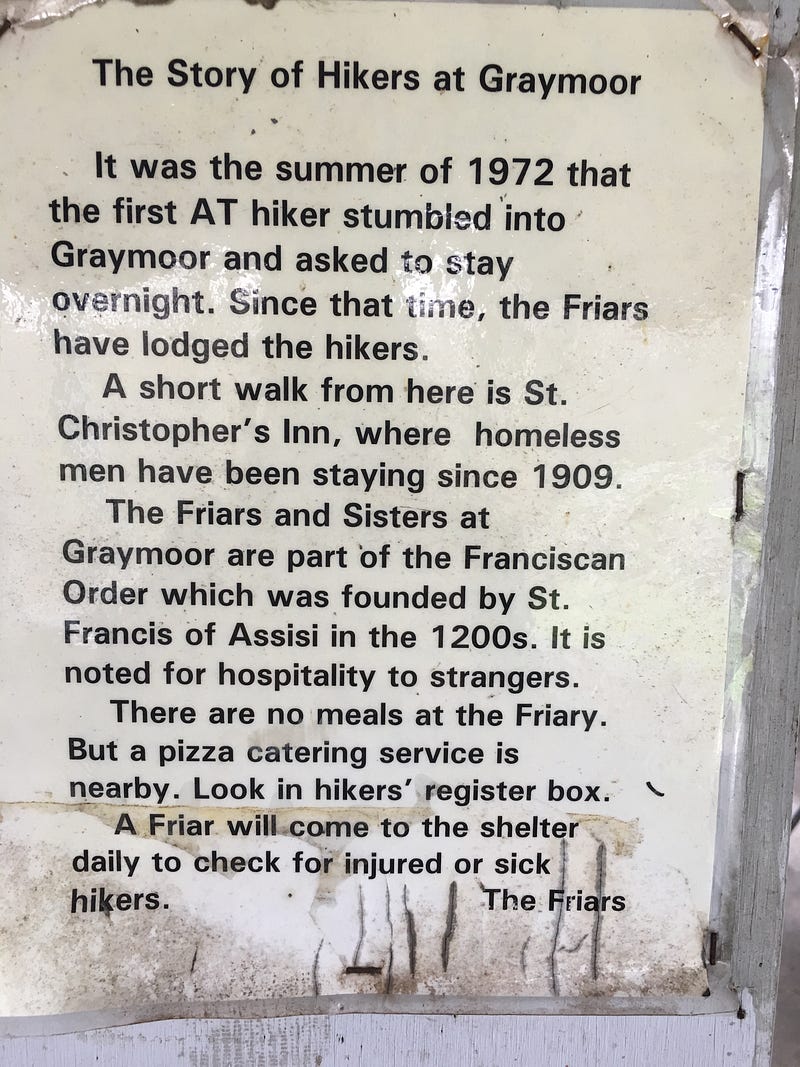 The Story of Hikers at Graymoor
It was the summer of 1972 that
the first AT hiker stumbled into
Graymoor and asked to stay
overnight. Since that time, the Friars
have lodged the hikers.
A short walk from here is St.
Christopher's Inn, where homeless
men have been staying since 1909.
The Friars and Sisters at
Graymoor are part of the Franciscan
Order which was founded by St.
Francis of Assisi in the 1200s. It is
noted for hospitality to strangers.
There are no meals at the Friary.
But a pizza catering service is
nearby. Look in hikers' register box.
A Friar will come to the shelter
daily to check for injured or sick
hikers. The Friars